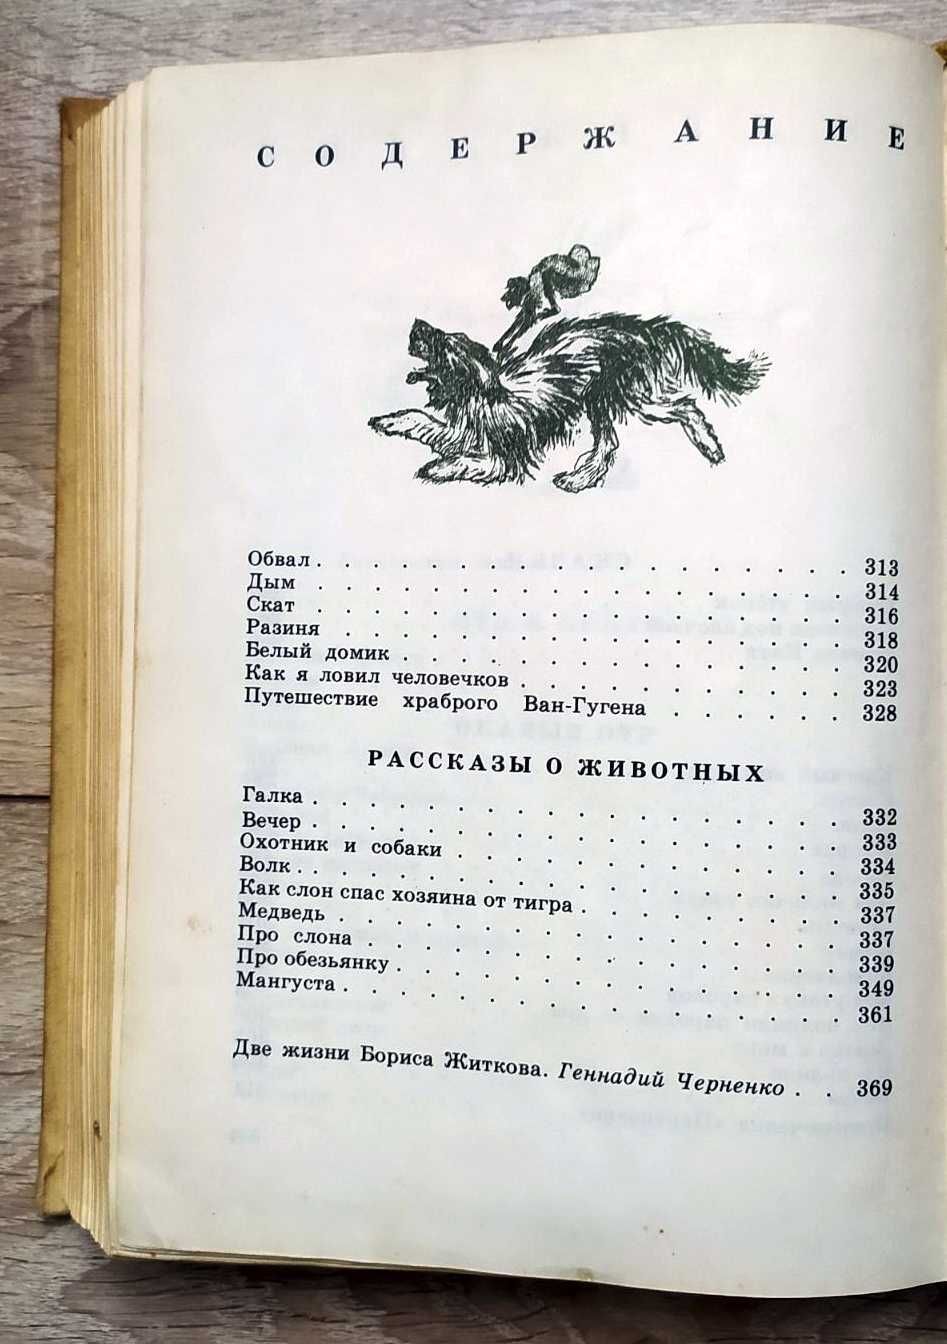 СОДЕРЖАНИЕ
Обвал . . . . . . . . . . . . . . . . . . 313
Дым . . . . . . . . . . . . . . . . . . 314
Скат . . . . . . . . . . . . . . . . . . 316
Разиня . . . . . . . . . . . . . . . . . 318
Белый домик . . . . . . . . . . . . . . . 320
Как я ловил человечков . . . . . . . . . . . 323
Путешествие храброго Ван-Гугена . . . . . . 328
РАССКАЗЫ О ЖИВОТНЫХ
Галка . . . . . . . . . . . . . . . . . . 332
Вечер . . . . . . . . . . . . . . . . . . 333
Охотник и собаки . . . . . . . . . . . . . 334
Волк . . . . . . . . . . . . . . . . . . 335
Как слон спас хозяина от тигра . . . . . . . . 337
Медведь . . . . . . . . . . . . . . . . . 337
Про слона . . . . . . . . . . . . . . . . 339
Про обезьянку . . . . . . . . . . . . . . . 349
Мангуста . . . . . . . . . . . . . . . . . 361
Две жизни Бориса Житкова. Геннадий Черненко . . 369